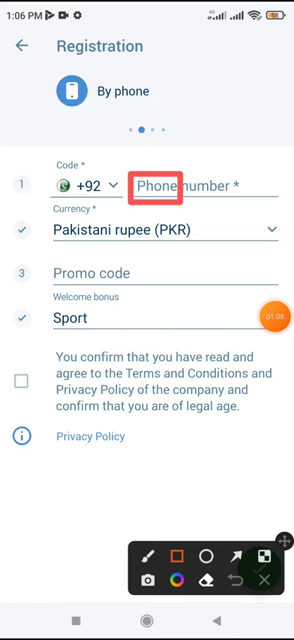 1:06 PM
4G
Registration
By phone
Code *
1
+92
Phone number *
Currency *
Pakistani rupee (PKR)
3
Promo code
Welcome bonus
Sport
01:08
You confirm that you have read and
agree to the Terms and Conditions and
Privacy Policy of the company and
confirm that you are of legal age.
Privacy Policy